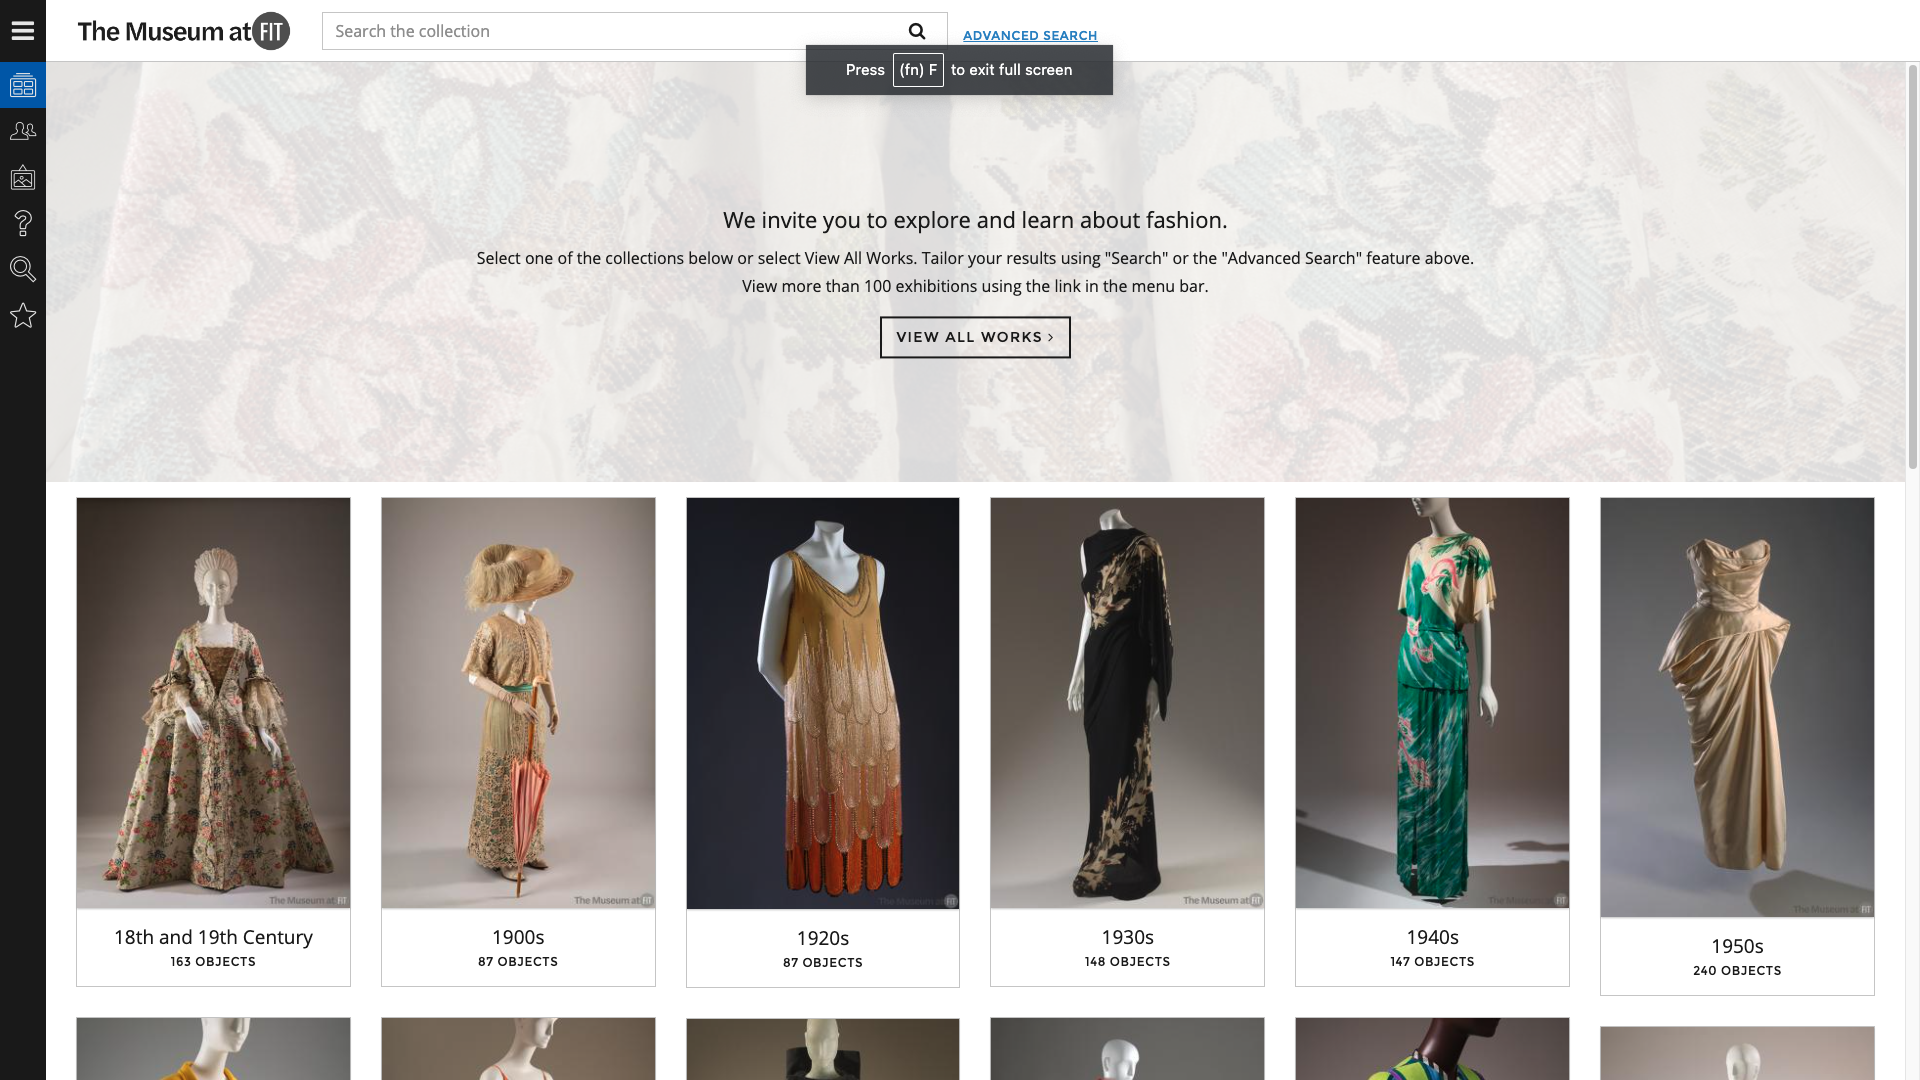 The Museum at FIT
Search the collection
ADVANCED SEARCH
Press (fn) F to exit full screen
We invite you to explore and learn about fashion.
Select one of the collections below or select View All Works. Tailor your results using "Search" or the "Advanced Search" feature above.
View more than 100 exhibitions using the link in the menu bar.
VIEW ALL WORKS ›
The Museum at FIT
The Museum at FIT
The Museum at FIT
The Museum at FIT
The Museum at FIT
The Museum at FIT
18th and 19th Century
163 OBJECTS
1900s
87 OBJECTS
1920s
87 OBJECTS
1930s
148 OBJECTS
1940s
147 OBJECTS
1950s
240 OBJECTS